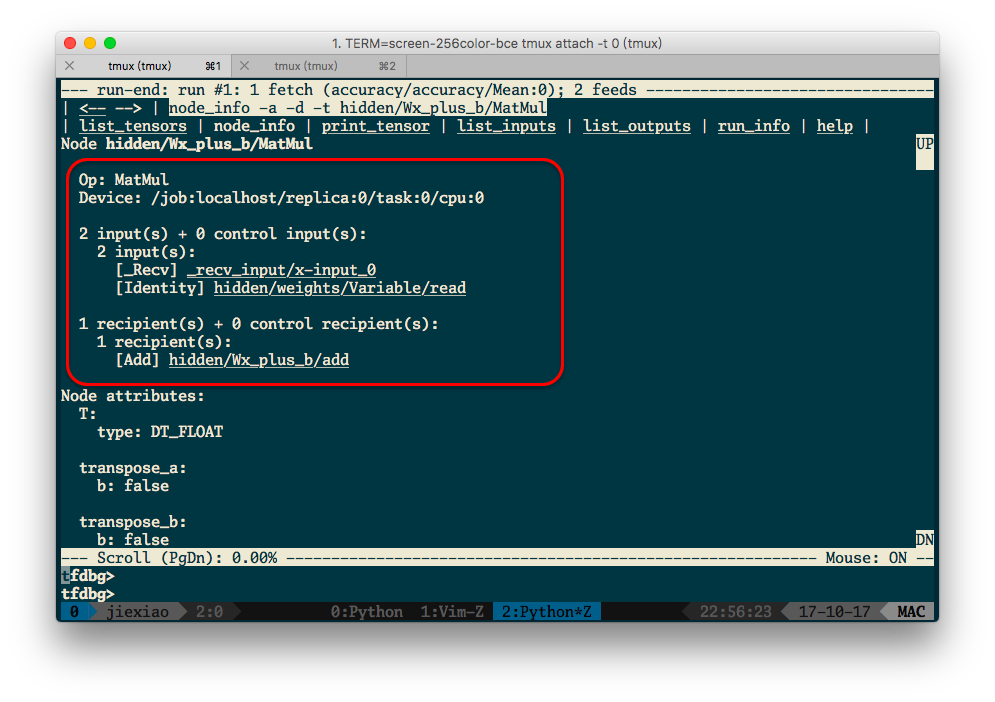 1. TERM=screen-256color-bce tmux attach -t 0 (tmux)
tmux (tmux) ⌘1 tmux (tmux) ⌘2
--- run-end: run #1: 1 fetch (accuracy/accuracy/Mean:0); 2 feeds --------------------------------
| <-- --> | node_info -a -d -t hidden/Wx_plus_b/MatMul
| list_tensors | node_info | print_tensor | list_inputs | list_outputs | run_info | help |
Node hidden/Wx_plus_b/MatMul UP
Op: MatMul
Device: /job:localhost/replica:0/task:0/cpu:0
2 input(s) + 0 control input(s):
2 input(s):
[_Recv] _recv_input/x-input_0
[Identity] hidden/weights/Variable/read
1 recipient(s) + 0 control recipient(s):
1 recipient(s):
[Add] hidden/Wx_plus_b/add
Node attributes:
T:
type: DT_FLOAT
transpose_a:
b: false
transpose_b:
b: false DN
--- Scroll (PgDn): 0.00% ----------------------------------------------------------- Mouse: ON --
tfdbg>
tfdbg>
0 jiexiao 2:0 0:Python 1:Vim-Z 2:Python*Z 22:56:23 17-10-17 MAC